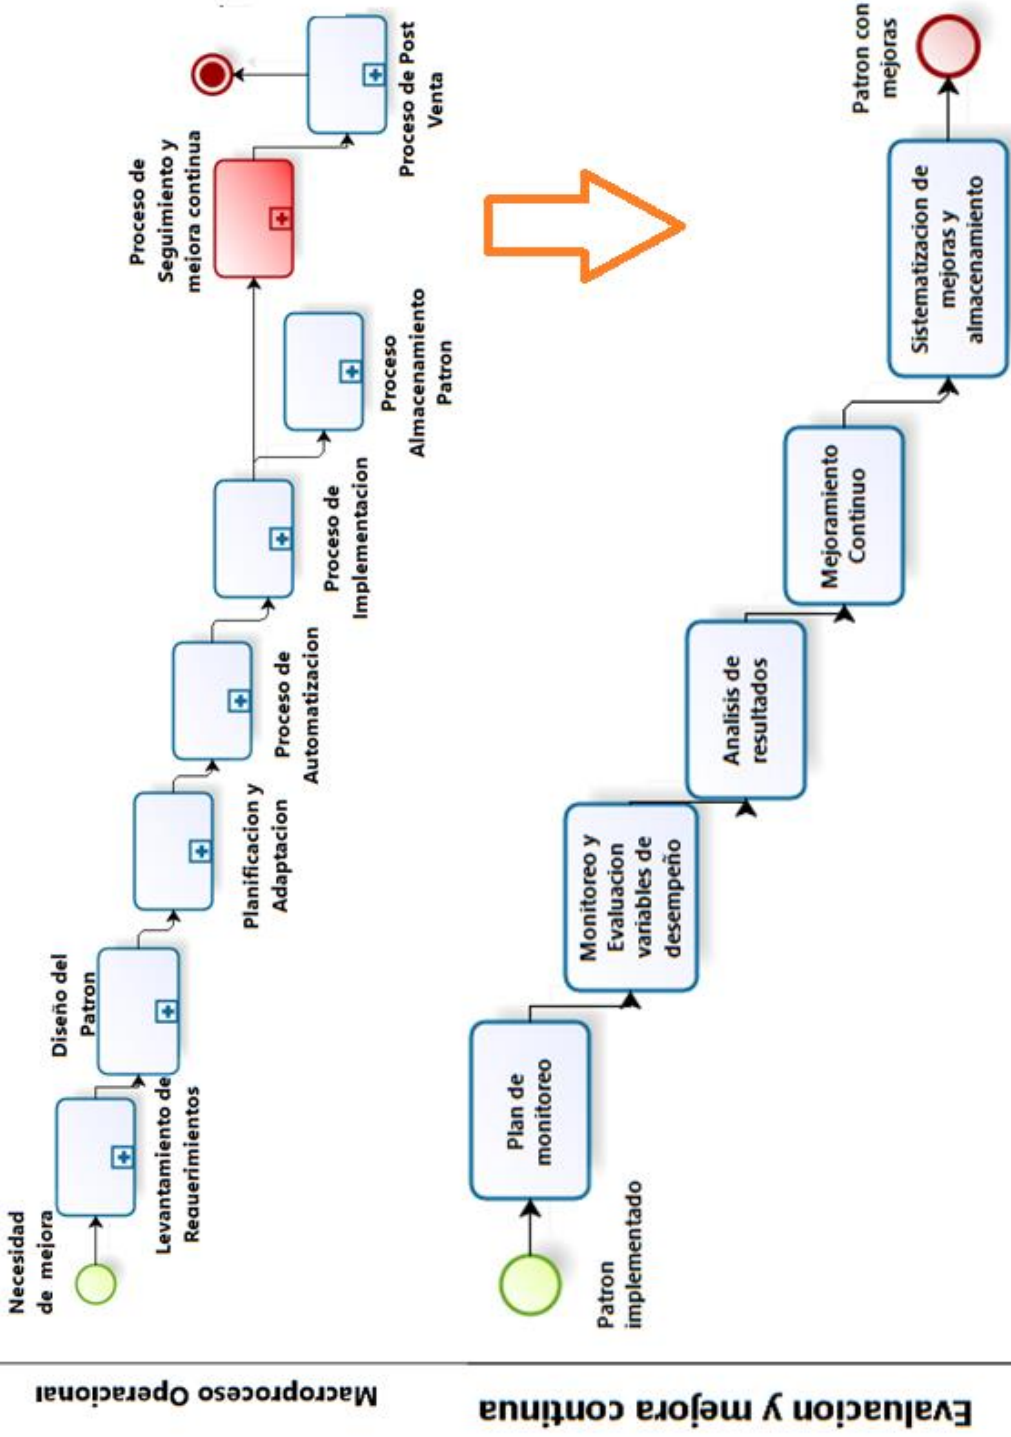 Macroproceso Operacional
Necesidad
de mejora
Levantamiento de
Requerimientos
Diseño del
Patron
Planificacion y
Adaptacion
Proceso de
Automatizacion
Proceso de
Implementacion
Proceso
Almacenamiento
Patron
Proceso de
Seguimiento y
mejora continua
Proceso de Post
Venta
Evaluacion y mejora continua
Patron
implementado
Plan de
monitoreo
Monitoreo y
Evaluacion
variables de
desempeño
Analisis de
resultados
Mejoramiento
Continuo
Sistematizacion de
mejoras y
almacenamiento
Patron con
mejoras